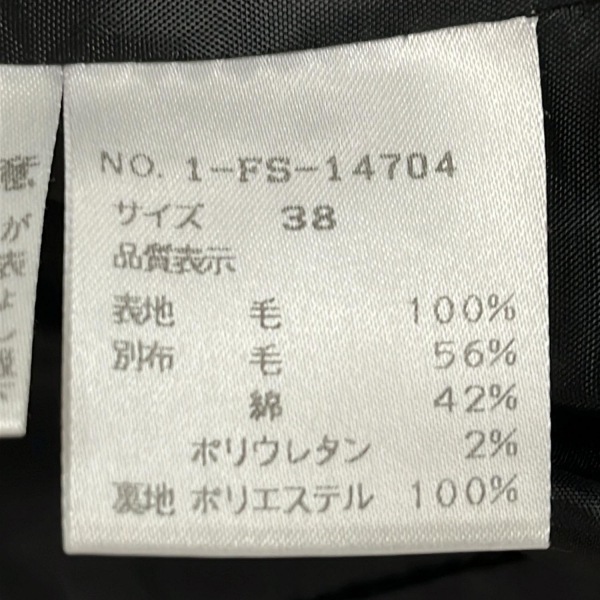 NO. 1-FS-14704
サイズ 38
品質表示
表地 毛 100%
別布 毛 56%
綿 42%
ポリウレタン 2%
裏地 ポリエステル 100%
が
表